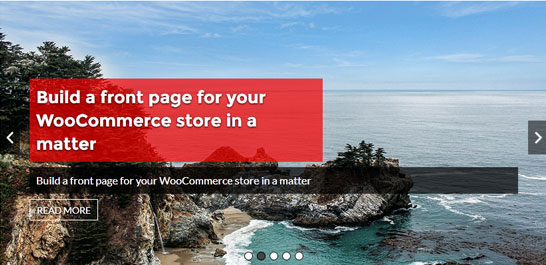 Build a front page for your
WooCommerce store in a
matter
Build a front page for your WooCommerce store in a matter
READ MORE